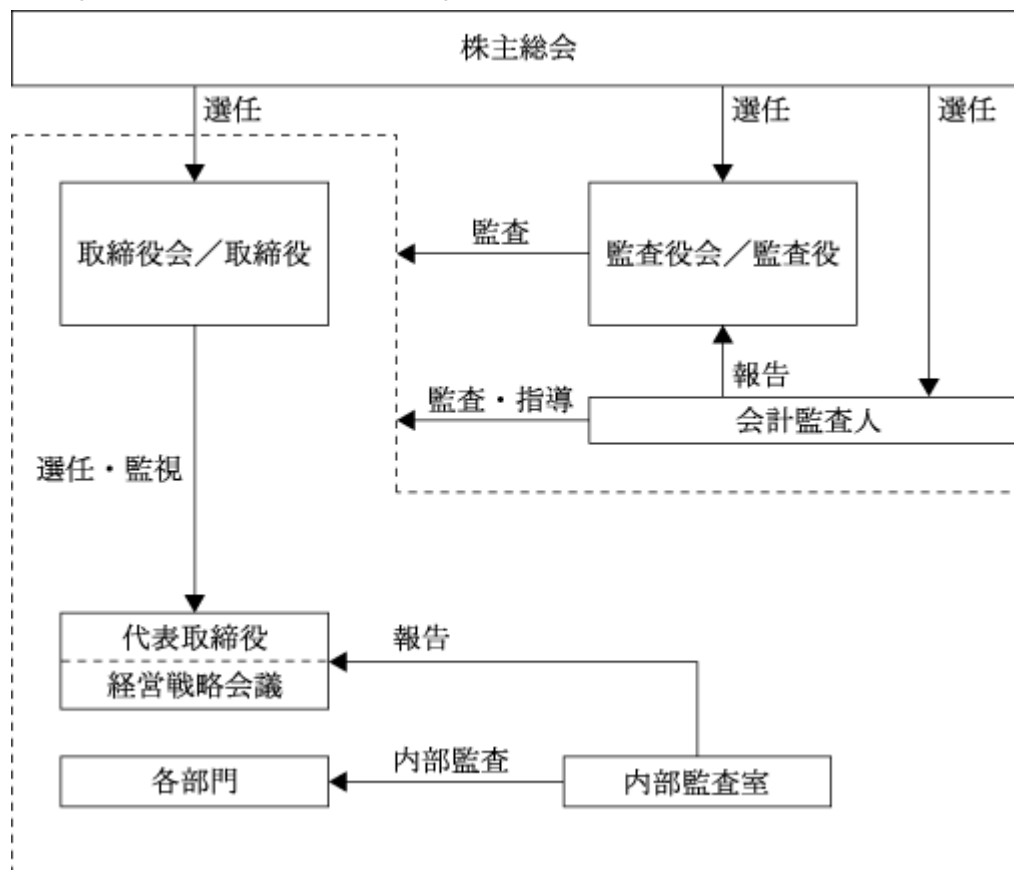 株主総会
選任
選任
選任
取締役会／取締役
監査
監査役会／監査役
報告
監査・指導
会計監査人
選任・監視
代表取締役
報告
経営戦略会議
各部門
内部監査
内部監査室